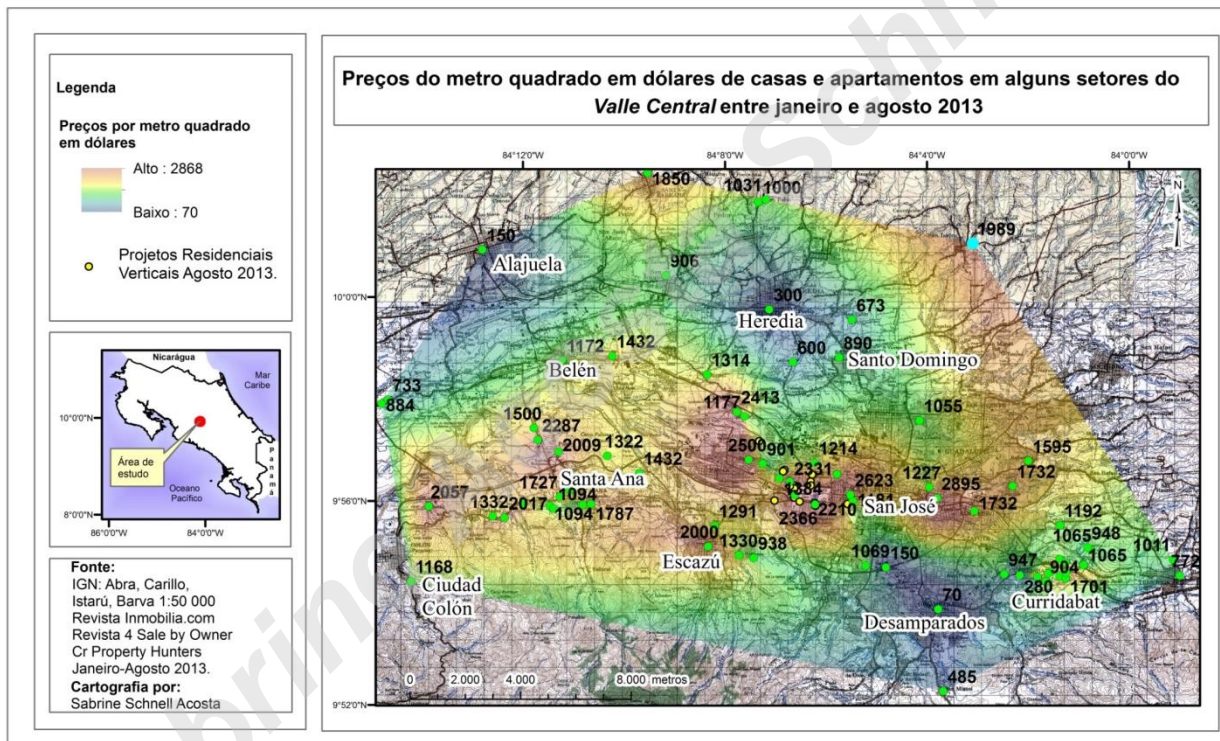 Legenda
Preços por metro quadrado
em dólares
Alto : 2868
Baixo : 70
Projetos Residenciais
Verticais Agosto 2013.
Nicarágua
Mar
Caribe
10°0'0"N
Área de
estudo
Oceano
Pacífico
Panamá
8°0'0"N
86°0'0"W
84°0'0"W
Fonte:
IGN: Abra, Carillo,
Istarú, Barva 1:50 000
Revista Inmobilia.com
Revista 4 Sale by Owner
Cr Property Hunters
Janeiro-Agosto 2013.
Cartografia por:
Sabrine Schnell Acosta
Preços do metro quadrado em dólares de casas e apartamentos em alguns setores do
Valle Central entre janeiro e agosto 2013
84°12'0"W
84°8'0"W
84°4'0"W
84°0'0"W
N
1850
1031
1000
1989
150
Alajuela
906
10°0'0"N
300
Heredia
673
890
Santo Domingo
600
1172
1432
Belén
1314
733
884
1177
2413
1055
1500
2287
2009
1322
1432
Santa Ana
2500
901
1214
2331
2623
1227
2895
1595
1732
1732
9°56'0"N
2057
1332
2017
1727
1094
1094
1787
2366
2210
San José
1291
2000
1330
938
Escazú
1192
1065
948
1065
1011
772
1168
Ciudad
Colón
1069
150
947
904
280
1701
Curridabat
70
Desamparados
485
0
2.000
4.000
8.000
metros
9°52'0"N